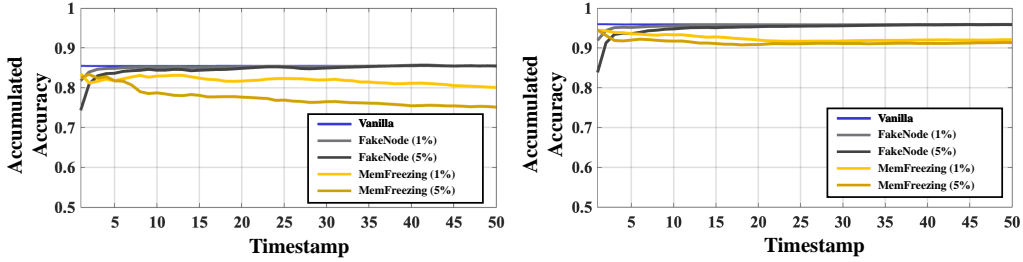 1
0.9
0.8
0.7
0.6
0.5
Accumulated
Accuracy
Vanilla
FakeNode (1%)
FakeNode (5%)
MemFreezing (1%)
MemFreezing (5%)
5 10 15 20 25 30 35 40 45 50
Timestamp
1
0.9
0.8
0.7
0.6
0.5
Accumulated
Accuracy
Vanilla
FakeNode (1%)
FakeNode (5%)
MemFreezing (1%)
MemFreezing (5%)
5 10 15 20 25 30 35 40 45 50
Timestamp